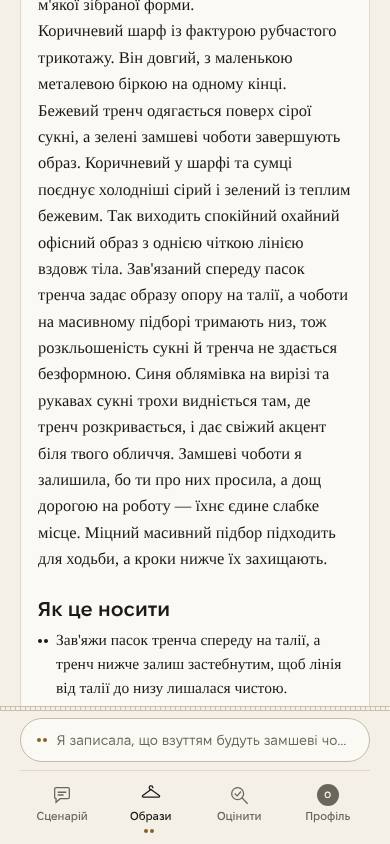 м'якої зібраної форми.
Коричневий шарф із фактурою рубчастого
трикотажу. Він довгий, з маленькою
металевою біркою на одному кінці.
Бежевий тренч одягається поверх сірої
сукні, а зелені замшеві чоботи завершують
образ. Коричневий у шарфі та сумці
поєднує холодніші сірий і зелений із теплим
бежевим. Так виходить спокійний охайний
офісний образ з однією чіткою лінією
вздовж тіла. Зав'язаний спереду пасок
тренча задає образу опору на талії, а чоботи
на масивному підборі тримають низ, тож
розкльошеність сукні й тренча не здається
безформною. Синя облямівка на вирізі та
рукавах сукні трохи видніється там, де
тренч розкривається, і дає свіжий акцент
біля твого обличчя. Замшеві чоботи я
залишила, бо ти про них просила, а дощ
дорогою на роботу — їхнє єдине слабке
місце. Міцний масивний підбор підходить
для ходьби, а кроки нижче їх захищають.
Як це носити
•• Зав'яжи пасок тренча спереду на талії, а
тренч нижче залиш застебнутим, щоб лінія
від талії до низу лишалася чистою.
•• Я записала, що взуттям будуть замшеві чо...
Сценарій
Образи
Оцінити
О
Профіль